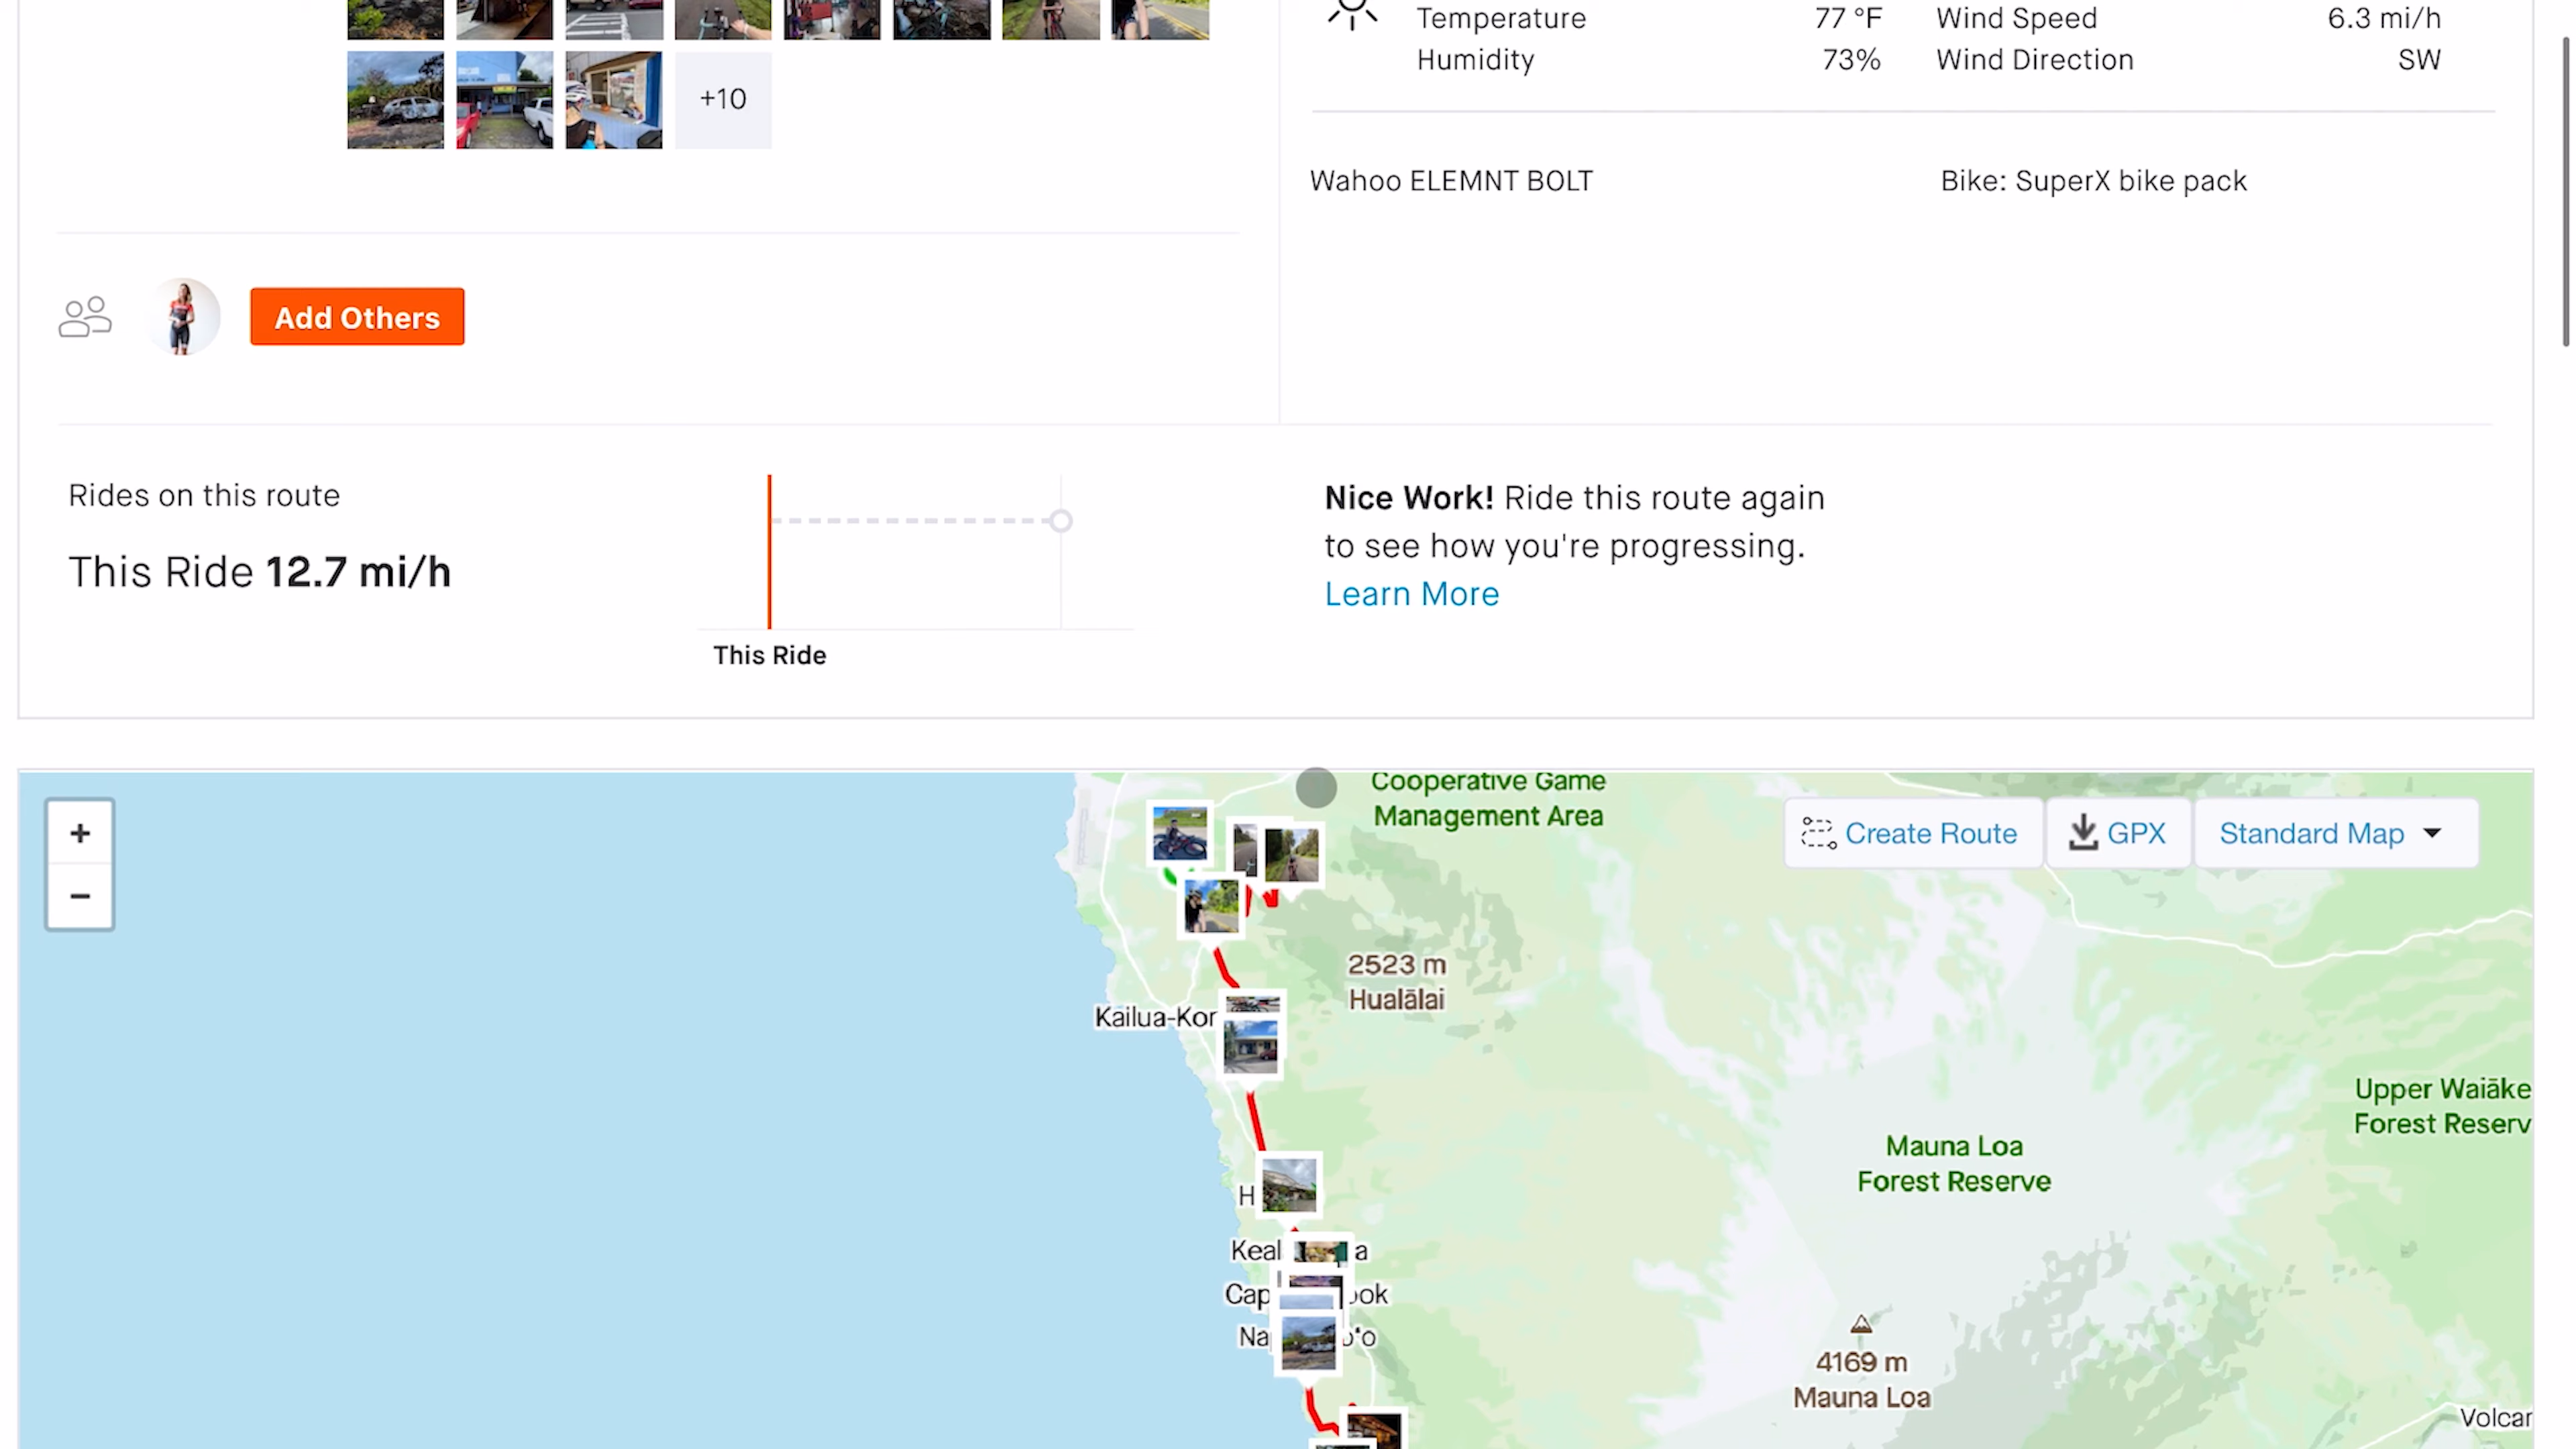 Temperature 77 °F Wind Speed 6.3 mi/h
Humidity 73% Wind Direction SW
+10
Wahoo ELEMNT BOLT Bike: SuperX bike pack
Add Others
Rides on this route
This Ride 12.7 mi/h
This Ride
Nice Work! Ride this route again
to see how you're progressing.
Learn More
+
−
Create Route
GPX
Standard Map
Cooperative Game
Management Area
2523 m
Hualālai
Kailua-Kor
Upper Waiāke
Forest Reserv
Mauna Loa
Forest Reserve
H
Keal a
Cap ook
Na o'o
4169 m
Mauna Loa
Volcar